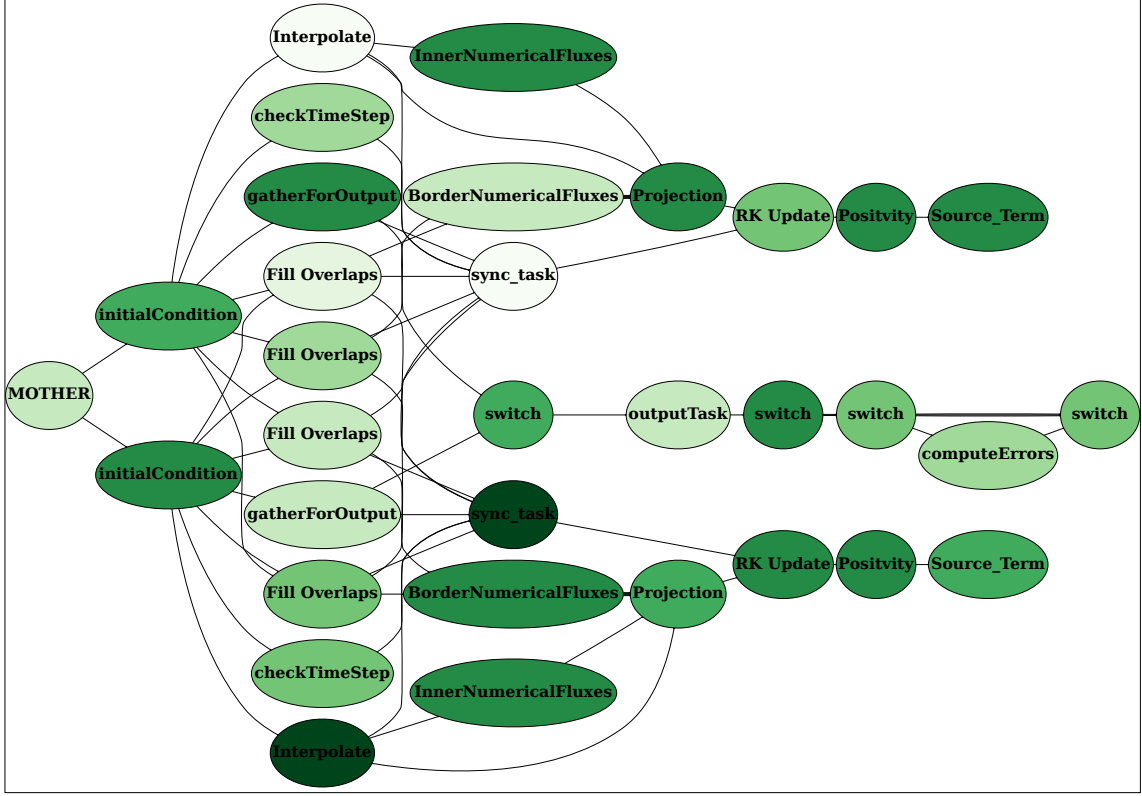 Interpolate
InnerNumericalFluxes
checkTimeStep
gatherForOutput
BorderNumericalFluxes
Projection
RK Update
Positvity
Source_Term
Fill Overlaps
sync_task
initialCondition
Fill Overlaps
MOTHER
switch
outputTask
switch
switch
switch
Fill Overlaps
computeErrors
initialCondition
gatherForOutput
sync_task
RK Update
Positvity
Source_Term
Fill Overlaps
BorderNumericalFluxes
Projection
checkTimeStep
InnerNumericalFluxes
Interpolate